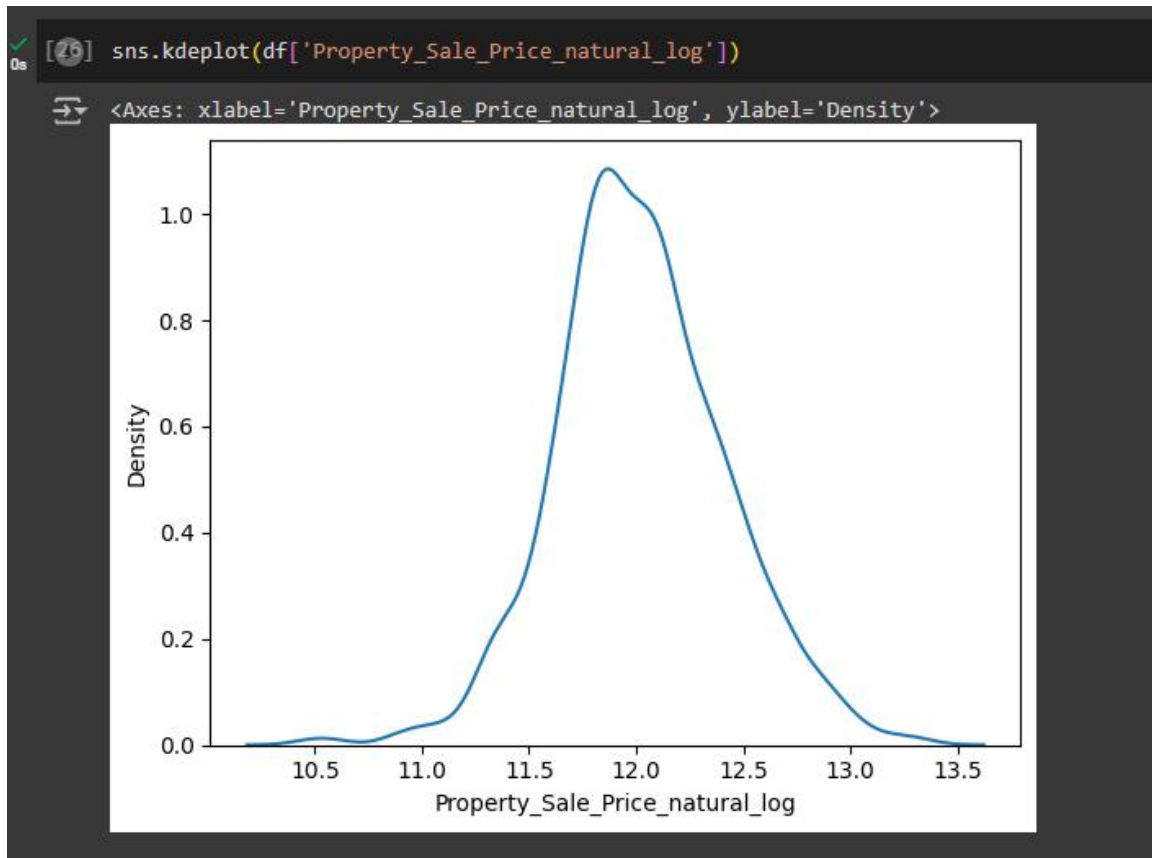 [26] sns.kdeplot(df['Property_Sale_Price_natural_log'])
0s
<Axes: xlabel='Property_Sale_Price_natural_log', ylabel='Density'>
1.0
0.8
0.6
0.4
0.2
0.0
Density
10.5 11.0 11.5 12.0 12.5 13.0 13.5
Property_Sale_Price_natural_log